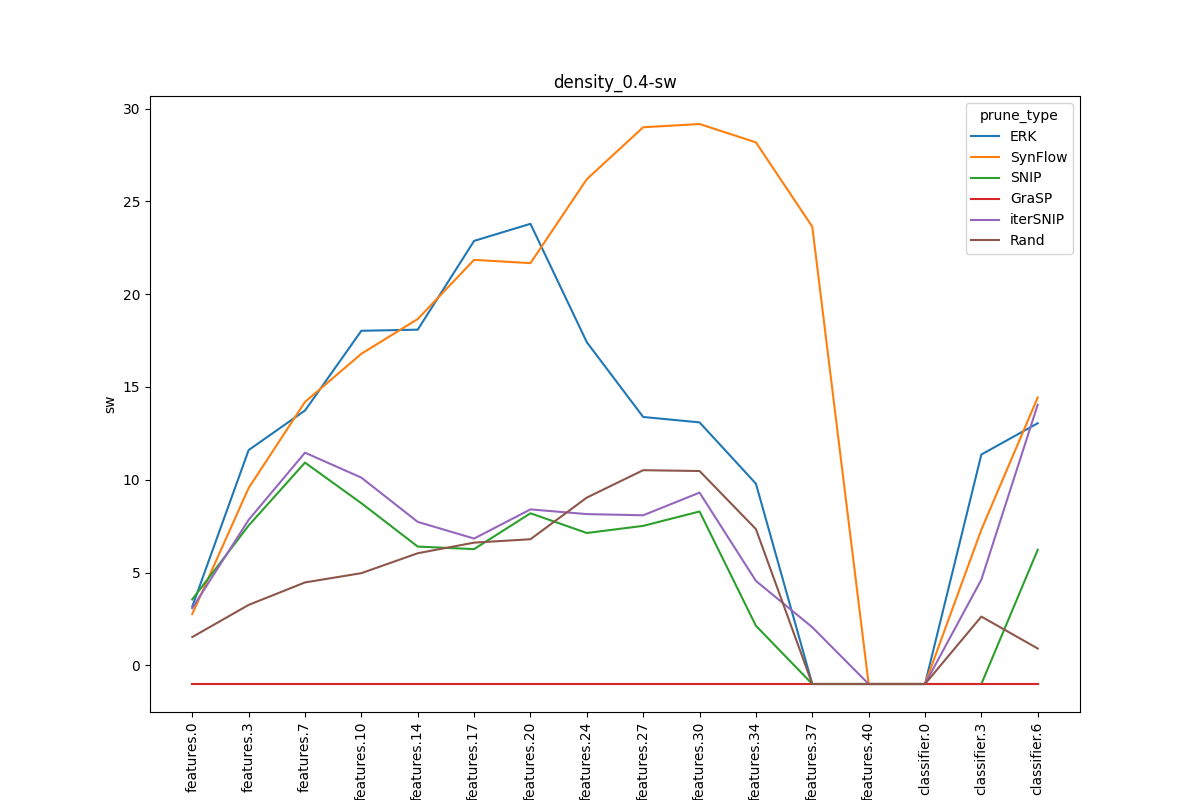 density_0.4-sw
prune_type
ERK
SynFlow
SNIP
GraSP
iterSNIP
Rand
30
25
20
15
10
5
0
sw
features.0
features.3
features.7
features.10
features.14
features.17
features.20
features.24
features.27
features.30
features.34
features.37
features.40
classifier.0
classifier.3
classifier.6